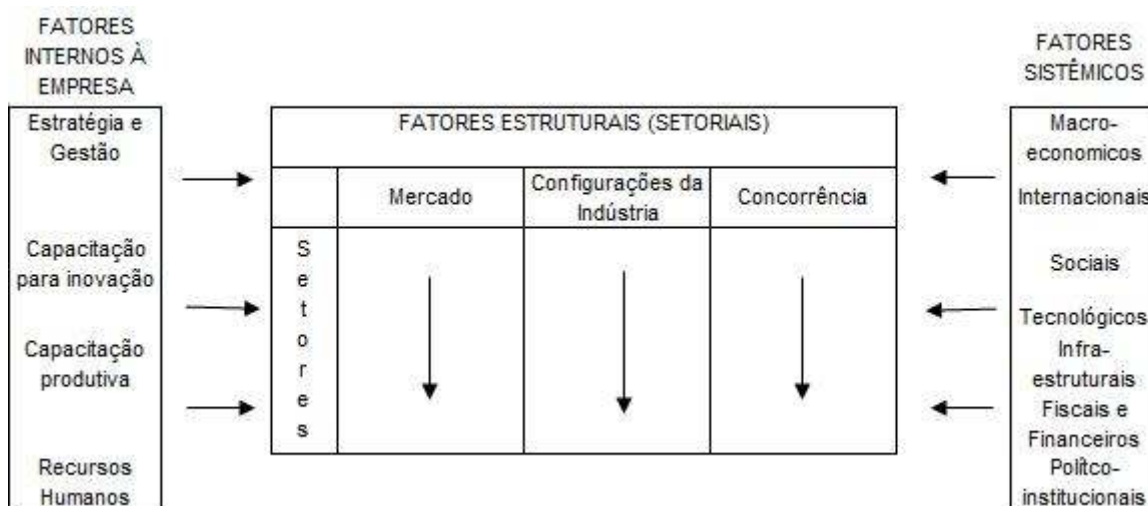 FATORES
INTERNOS À
EMPRESA
Estratégia e
Gestão
Capacitação
para inovação
Capacitação
produtiva
Recursos
Humanos
FATORES ESTRUTURAIS (SETORIAIS)
Mercado
Configurações da
Indústria
Concorrência
S
e
t
o
r
e
s
FATORES
SISTÊMICOS
Macro-
economicos
Internacionais
Sociais
Tecnológicos
Infra-
estruturais
Fiscais e
Financeiros
Polítco-
institucionais